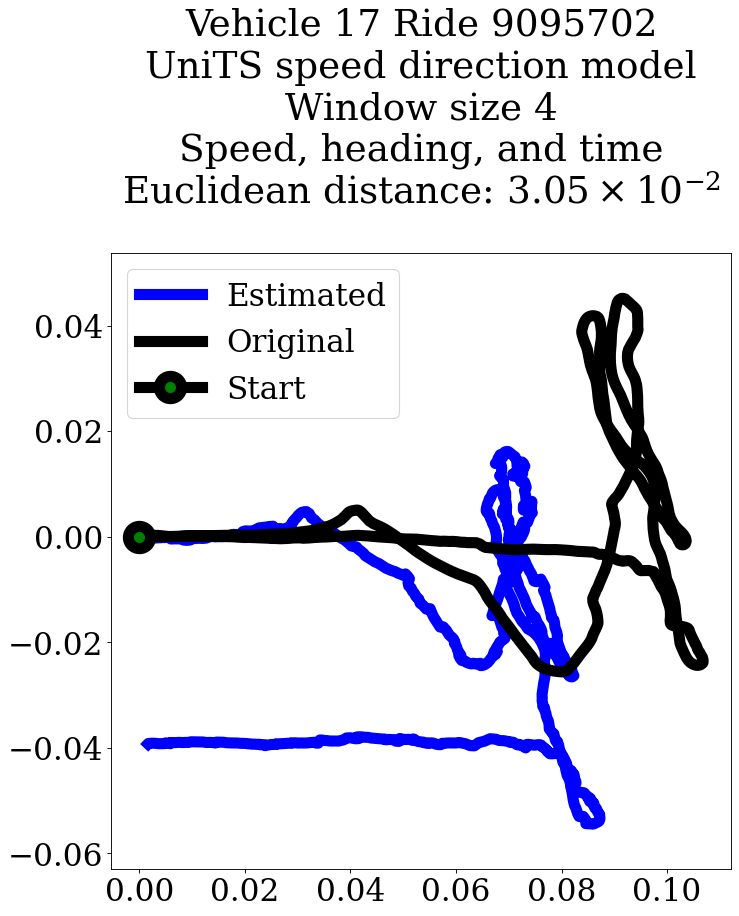 Vehicle 17 Ride 9095702
UniTS speed direction model
Window size 4
Speed, heading, and time
Euclidean distance: 3.05 × 10⁻²
Estimated
Original
Start
0.04
0.02
0.00
−0.02
−0.04
−0.06
0.00 0.02 0.04 0.06 0.08 0.10